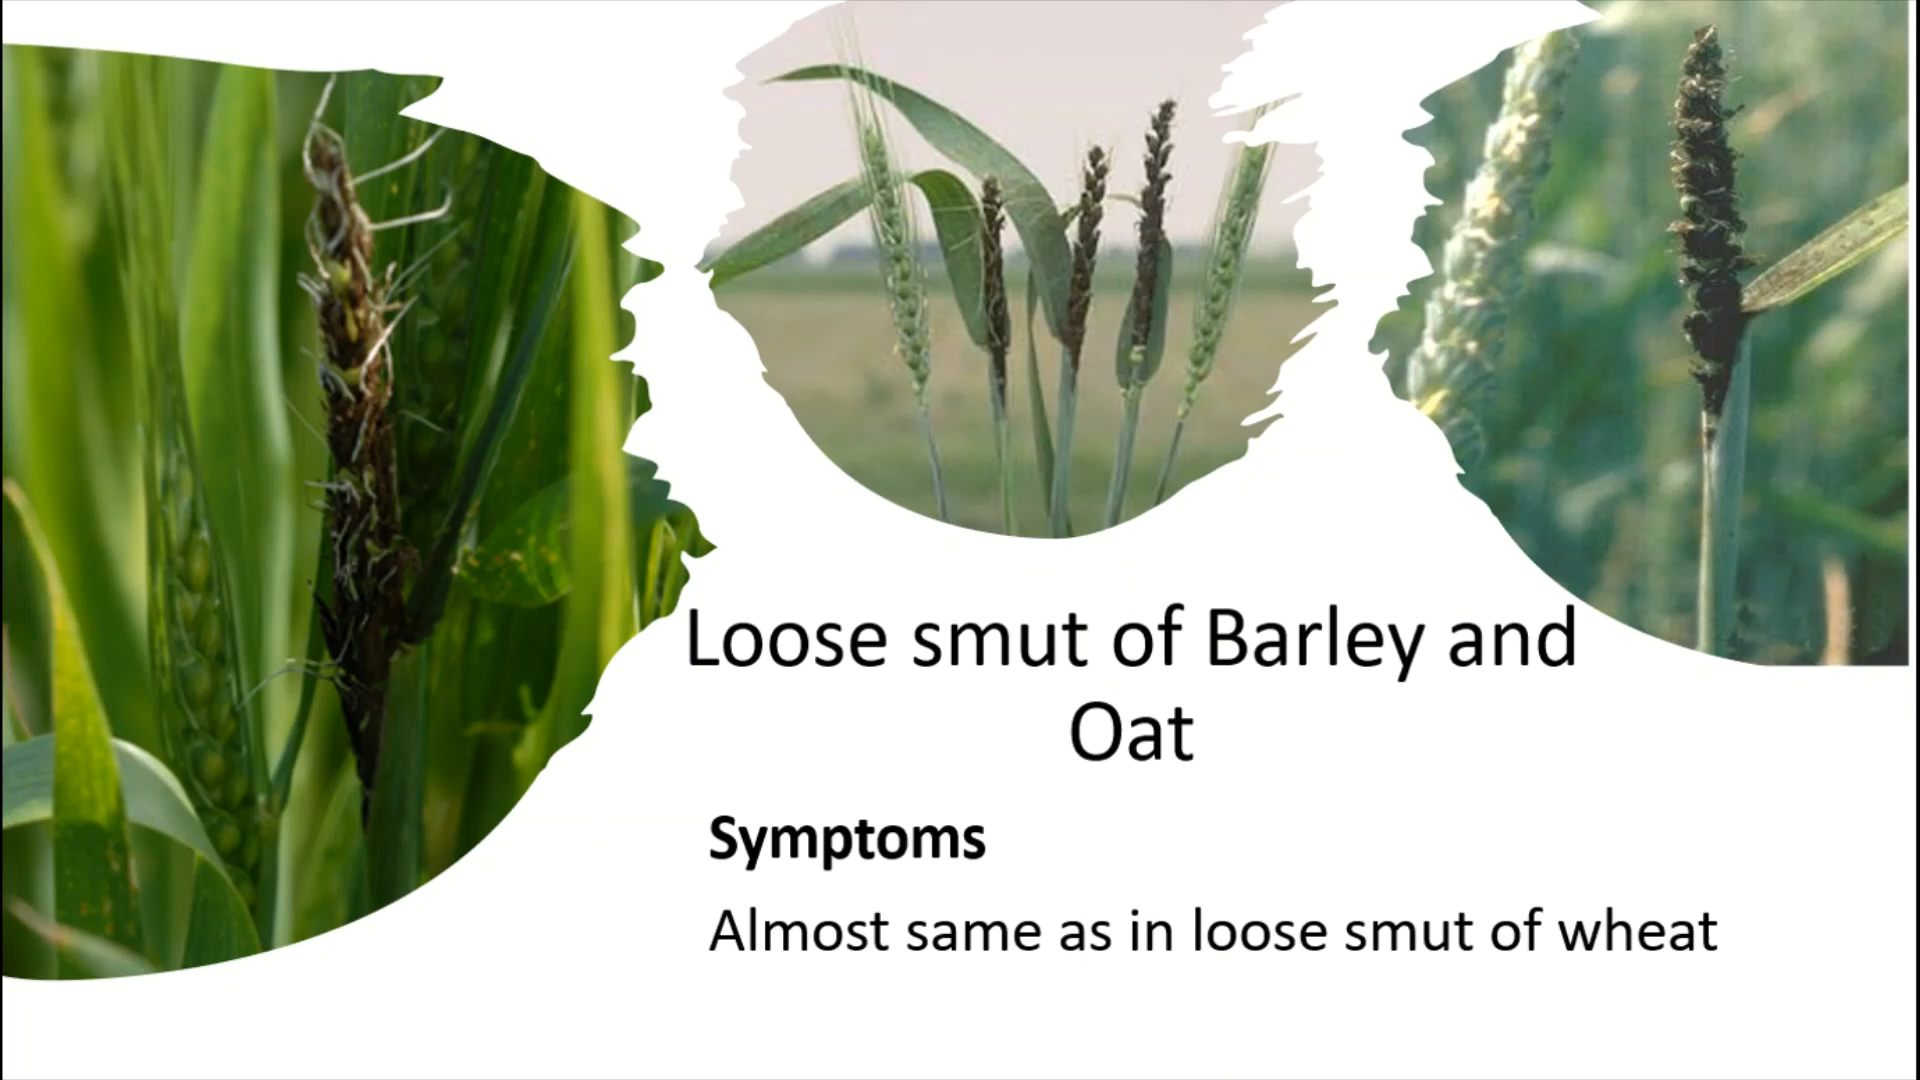 Loose smut of Barley and
Oat
Symptoms
Almost same as in loose smut of wheat